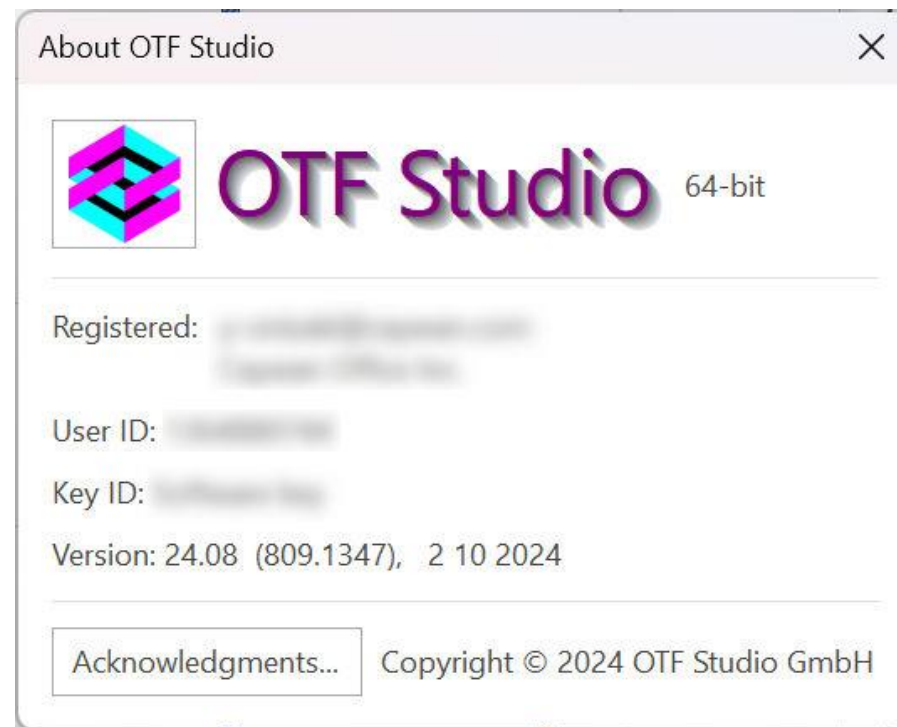 About OTF Studio
OTF Studio 64-bit
Registered:
User ID:
Key ID:
Version: 24.08 (809.1347), 2 10 2024
Acknowledgments... Copyright © 2024 OTF Studio GmbH